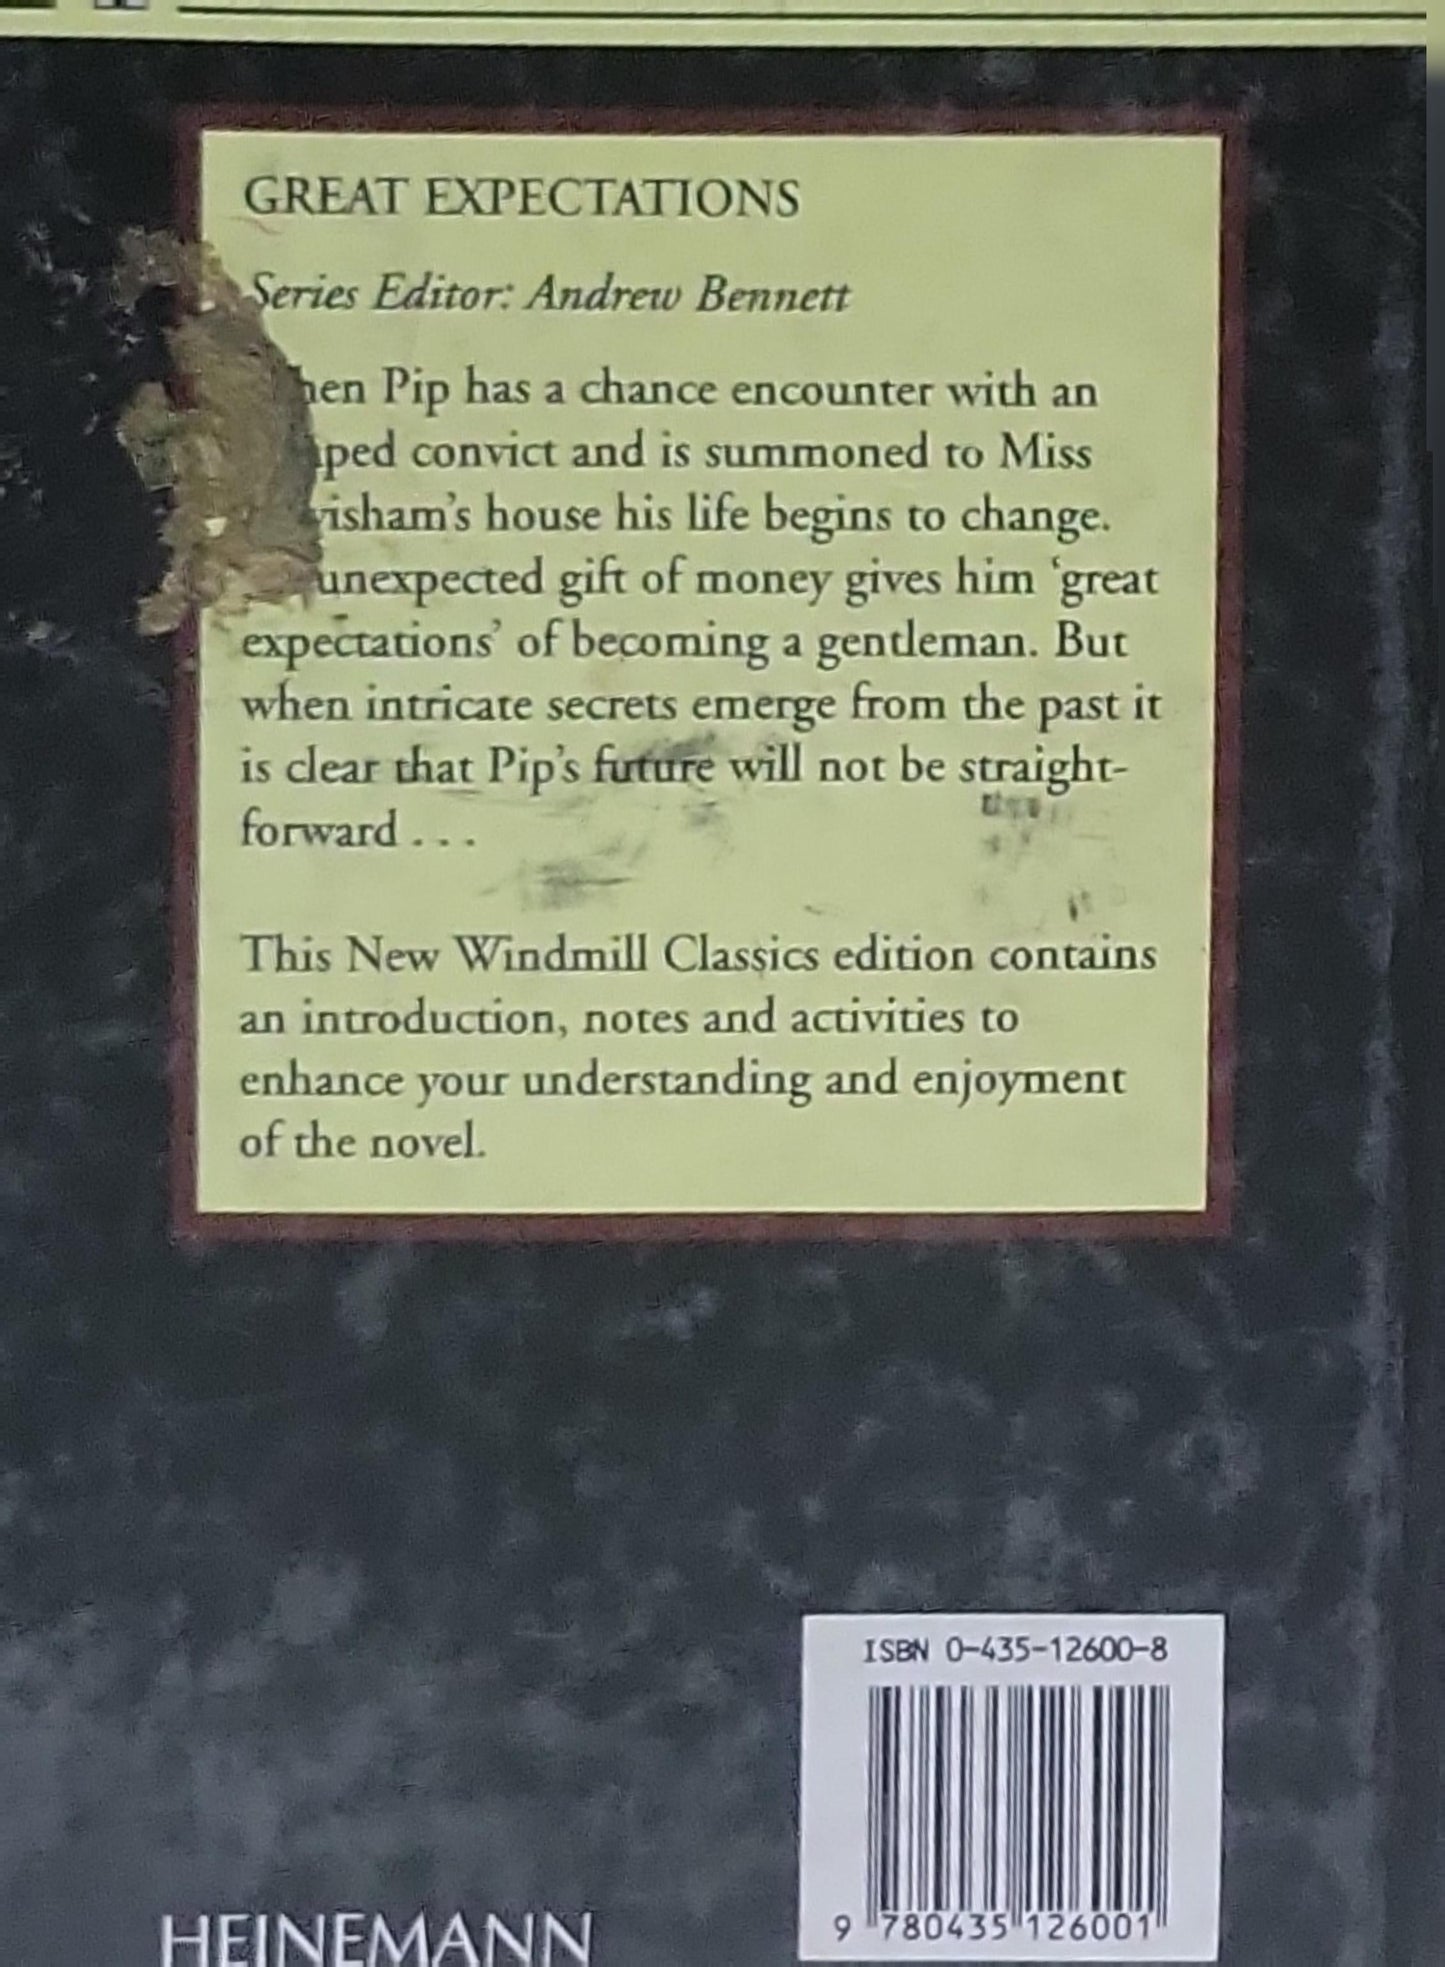 GREAT EXPECTATIONS
Series Editor: Andrew Bennett
Pip has a chance encounter with an
convict and is summoned to Miss
house his life begins to change.
unexpected gift of money gives him ‘great
expectations’ of becoming a gentleman. But
when intricate secrets emerge from the past it
is clear that Pip’s future will not be straight-
forward . . .
This New Windmill Classics edition contains
an introduction, notes and activities to
enhance your understanding and enjoyment
of the novel.
ISBN 0-435-12600-8
9 780435 126001
HEINEMANN